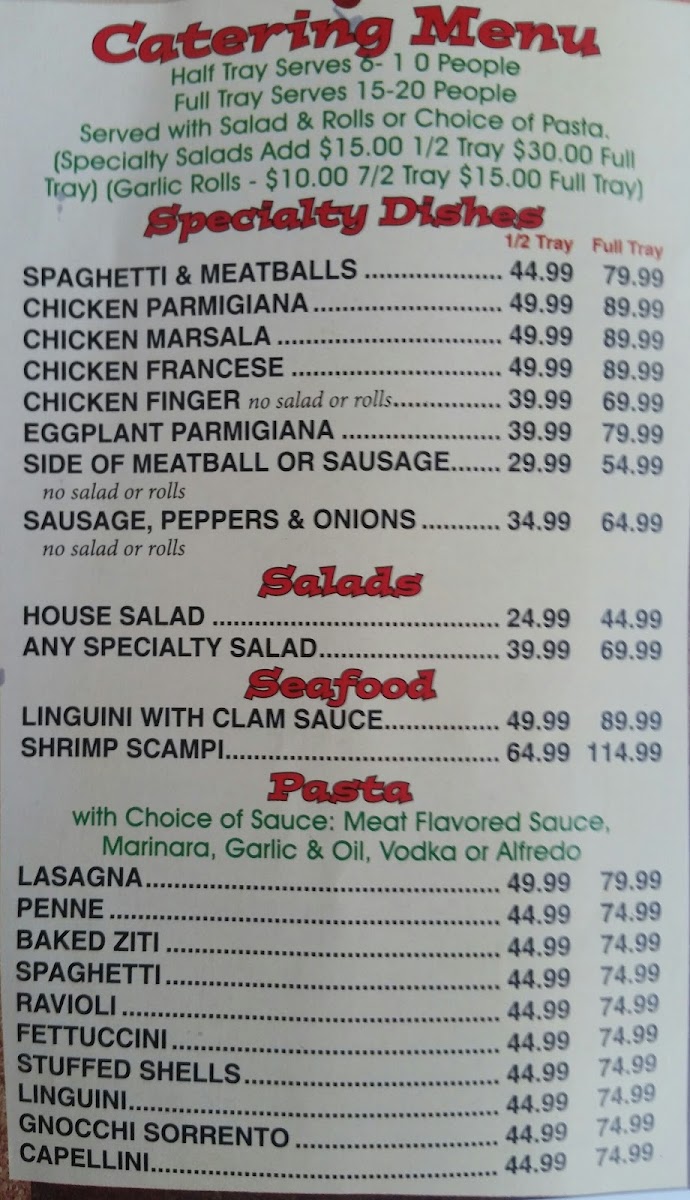 Catering Menu
Half Tray Serves 6- 1 0 People
Full Tray Serves 15-20 People
Served with Salad & Rolls or Choice of Pasta.
(Specialty Salads Add $15.00 1/2 Tray $30.00 Full
Tray) (Garlic Rolls - $10.00 7/2 Tray $15.00 Full Tray)
Specialty Dishes
1/2 Tray Full Tray
SPAGHETTI & MEATBALLS .................... 44.99 79.99
CHICKEN PARMIGIANA ........................... 49.99 89.99
CHICKEN MARSALA ................................ 49.99 89.99
CHICKEN FRANCESE .............................. 49.99 89.99
CHICKEN FINGER no salad or rolls............... 39.99 69.99
EGGPLANT PARMIGIANA ....................... 39.99 79.99
SIDE OF MEATBALL OR SAUSAGE....... 29.99 54.99
no salad or rolls
SAUSAGE, PEPPERS & ONIONS ........... 34.99 64.99
no salad or rolls
Salads
HOUSE SALAD ......................................... 24.99 44.99
ANY SPECIALTY SALAD.......................... 39.99 69.99
Seafood
LINGUINI WITH CLAM SAUCE................ 49.99 89.99
SHRIMP SCAMPI....................................... 64.99 114.99
Pasta
with Choice of Sauce: Meat Flavored Sauce,
Marinara, Garlic & Oil, Vodka or Alfredo
LASAGNA.................................................. 49.99 79.99
PENNE ....................................................... 44.99 74.99
BAKED ZITI ............................................... 44.99 74.99
SPAGHETTI ............................................... 44.99 74.99
RAVIOLI ..................................................... 44.99 74.99
FETTUCCINI .............................................. 44.99 74.99
STUFFED SHELLS.................................... 44.99 74.99
LINGUINI.................................................... 44.99 74.99
GNOCCHI SORRENTO ............................ 44.99 74.99
CAPELLINI................................................. 44.99 74.99